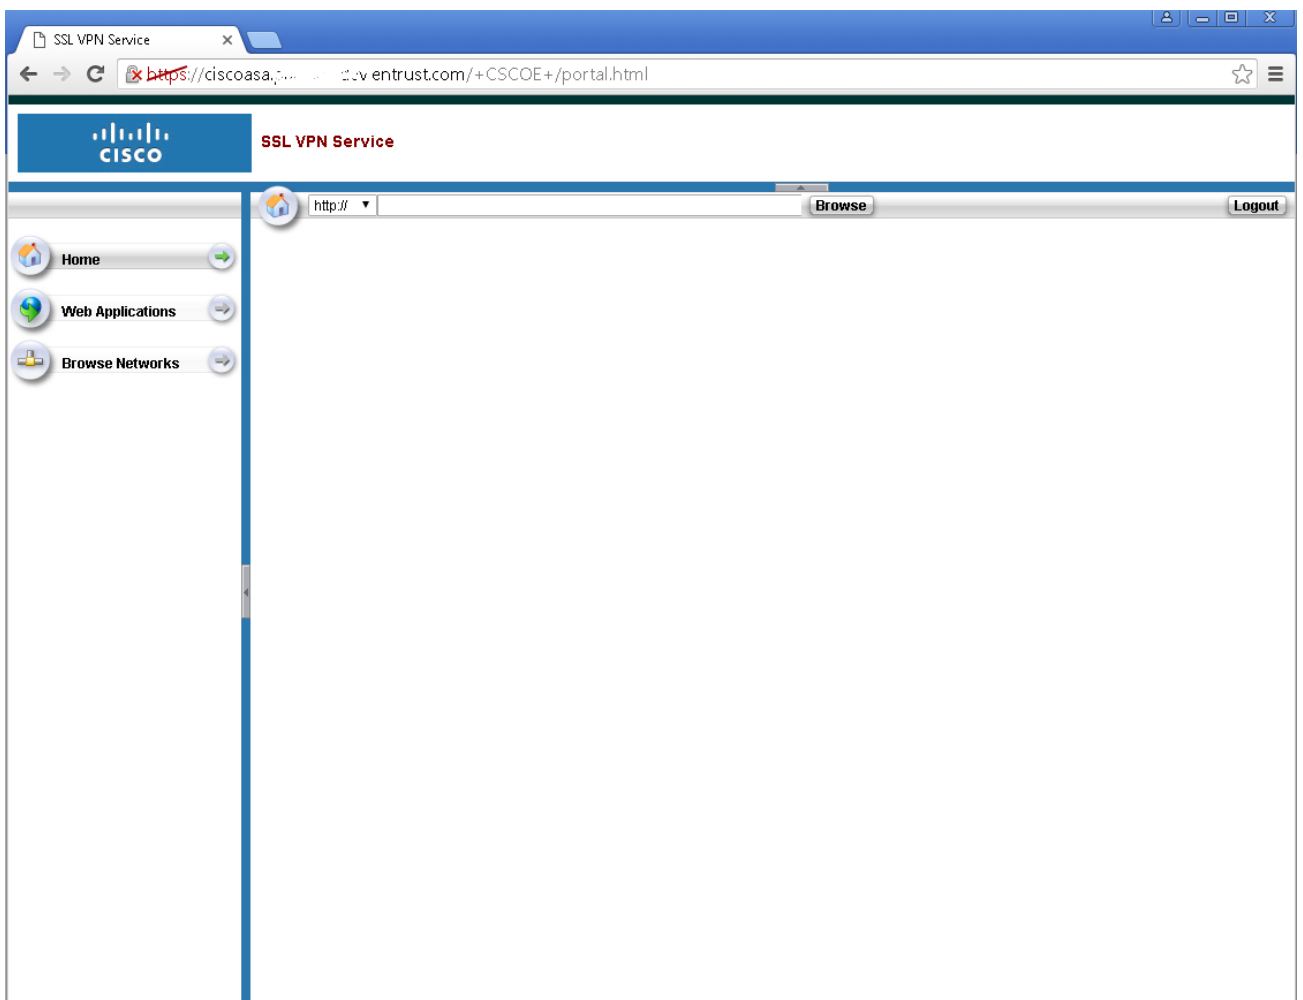 SSL VPN Service
https://ciscoasa. entrust.com/+CSCOE+/portal.html
CISCO
SSL VPN Service
http://
Browse
Logout
Home
Web Applications
Browse Networks